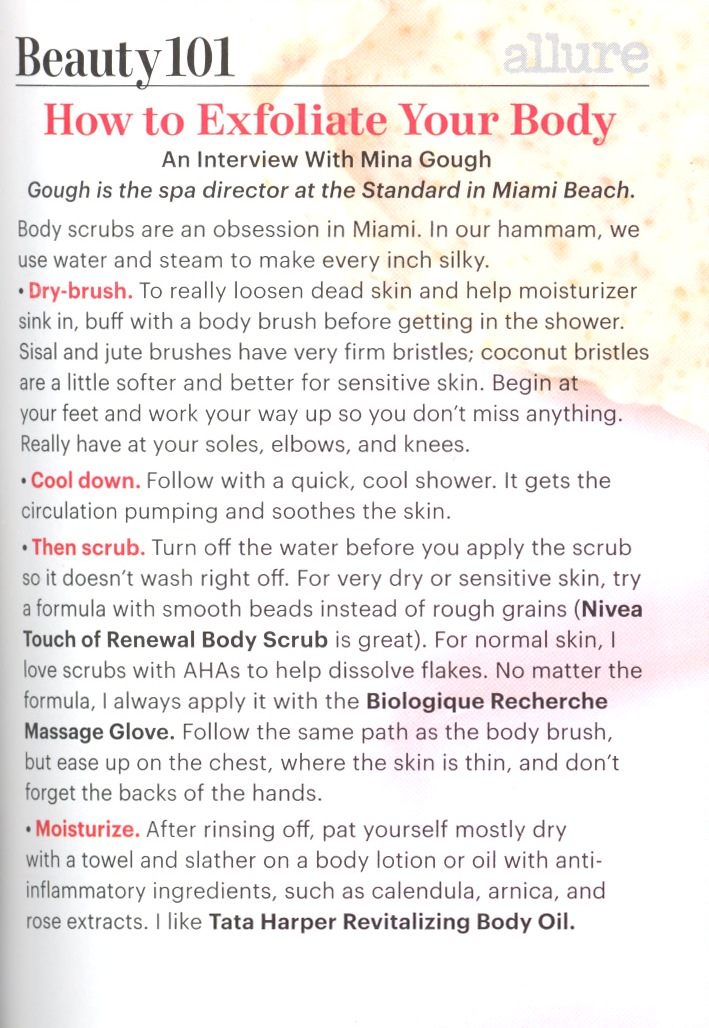 Beauty101
allure
How to Exfoliate Your Body
An Interview With Mina Gough
Gough is the spa director at the Standard in Miami Beach.
Body scrubs are an obsession in Miami. In our hammam, we
use water and steam to make every inch silky.
• Dry-brush. To really loosen dead skin and help moisturizer
sink in, buff with a body brush before getting in the shower.
Sisal and jute brushes have very firm bristles; coconut bristles
are a little softer and better for sensitive skin. Begin at
your feet and work your way up so you don't miss anything.
Really have at your soles, elbows, and knees.
• Cool down. Follow with a quick, cool shower. It gets the
circulation pumping and soothes the skin.
• Then scrub. Turn off the water before you apply the scrub
so it doesn't wash right off. For very dry or sensitive skin, try
a formula with smooth beads instead of rough grains (Nivea
Touch of Renewal Body Scrub is great). For normal skin, I
love scrubs with AHAs to help dissolve flakes. No matter the
formula, I always apply it with the Biologique Recherche
Massage Glove. Follow the same path as the body brush,
but ease up on the chest, where the skin is thin, and don't
forget the backs of the hands.
• Moisturize. After rinsing off, pat yourself mostly dry
with a towel and slather on a body lotion or oil with anti-
inflammatory ingredients, such as calendula, arnica, and
rose extracts. I like Tata Harper Revitalizing Body Oil.